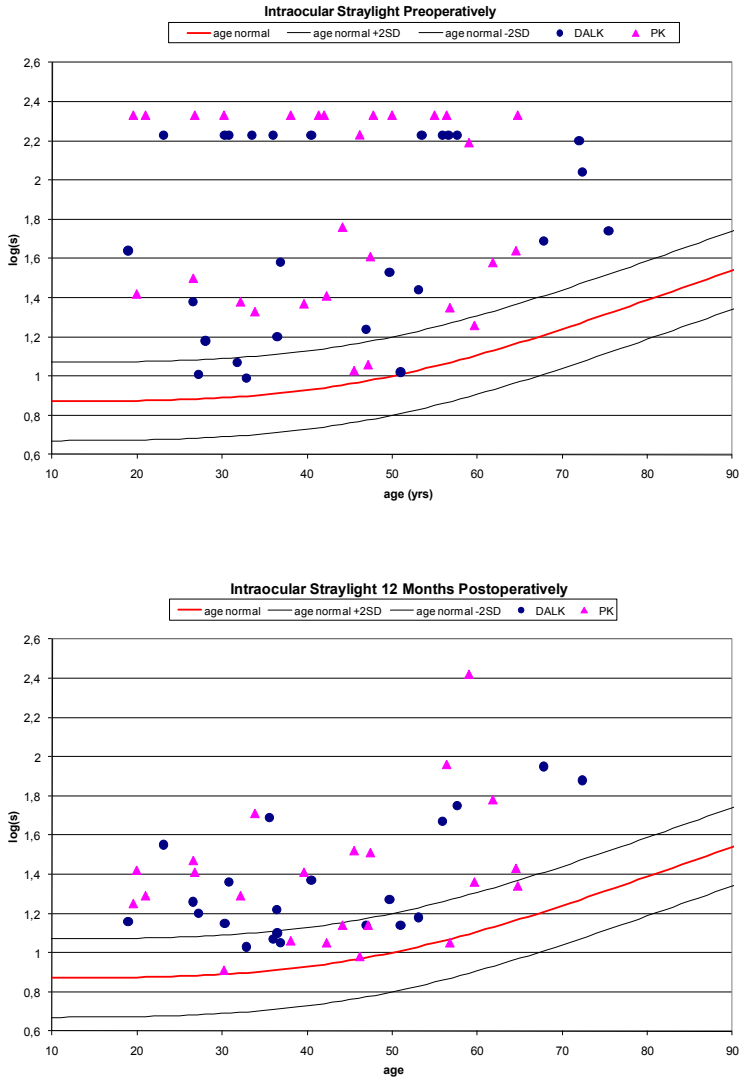 Intraocular Straylight Preoperatively
age normal age normal +2SD age normal -2SD DALK PK
2,6
2,4
2,2
2
1,8
1,6
1,4
1,2
1
0,8
0,6
log(s)
10 20 30 40 50 60 70 80 90
age (yrs)
Intraocular Straylight 12 Months Postoperatively
age normal age normal +2SD age normal -2SD DALK PK
2,6
2,4
2,2
2
1,8
1,6
1,4
1,2
1
0,8
0,6
log(s)
10 20 30 40 50 60 70 80 90
age